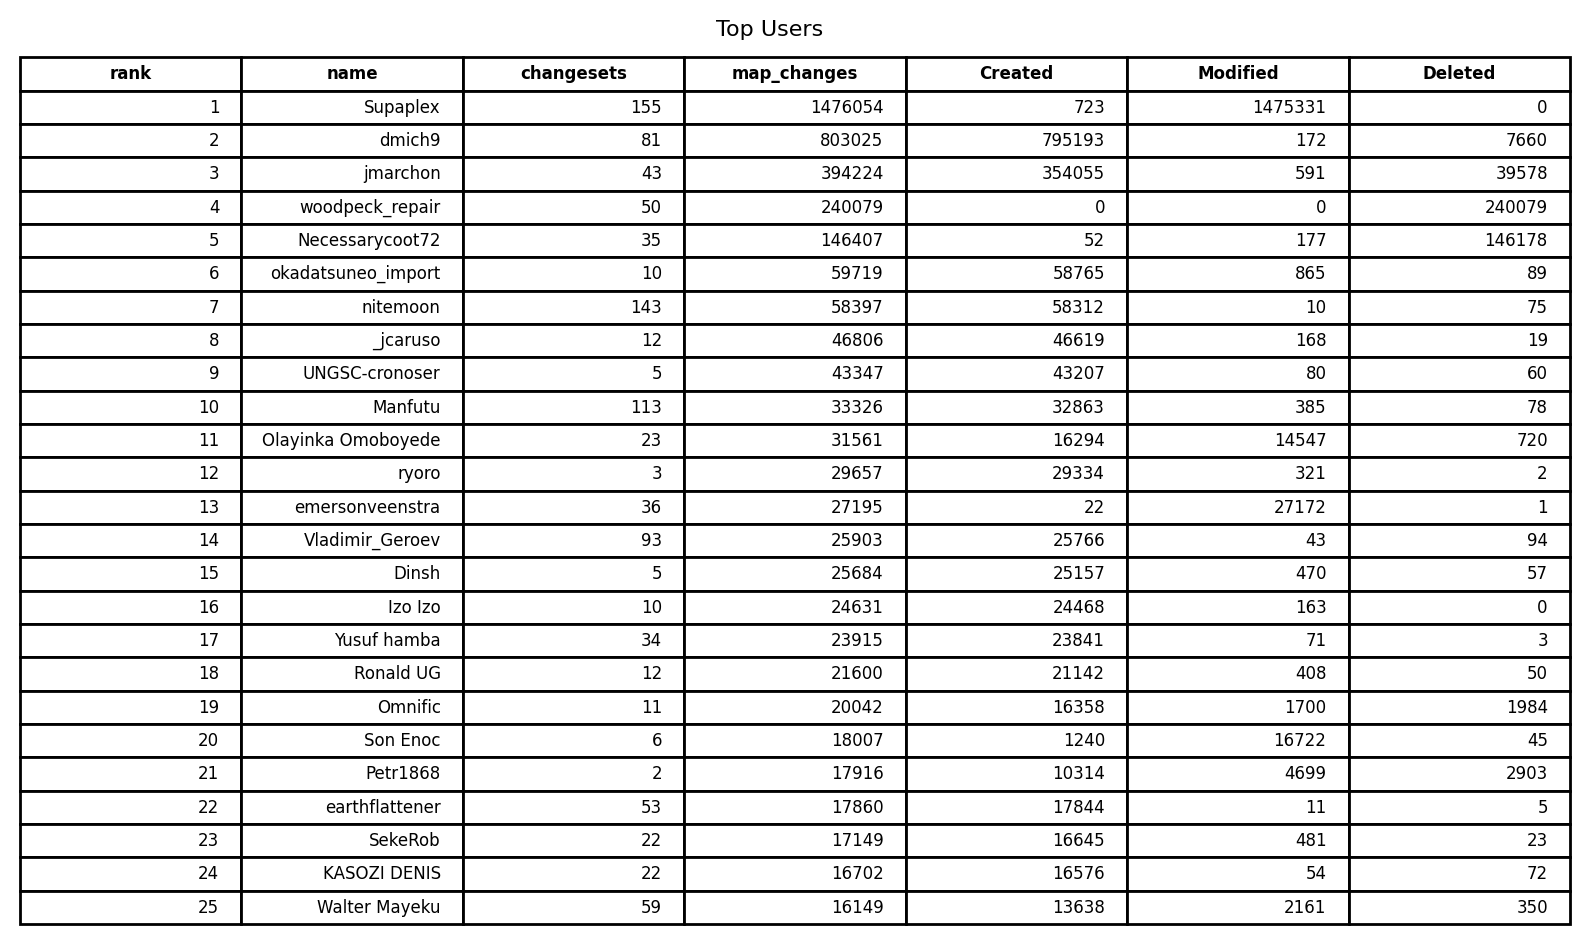 Top Users
rank name changesets map_changes Created Modified Deleted
1 Supaplex 155 1476054 723 1475331 0
2 dmich9 81 803025 795193 172 7660
3 jmarchon 43 394224 354055 591 39578
4 woodpeck_repair 50 240079 0 0 240079
5 Necessarycoot72 35 146407 52 177 146178
6 okadatsuneo_import 10 59719 58765 865 89
7 nitemoon 143 58397 58312 10 75
8 _jcaruso 12 46806 46619 168 19
9 UNGSC-cronoser 5 43347 43207 80 60
10 Manfutu 113 33326 32863 385 78
11 Olayinka Omoboyede 23 31561 16294 14547 720
12 ryoro 3 29657 29334 321 2
13 emersonveenstra 36 27195 22 27172 1
14 Vladimir_Geroev 93 25903 25766 43 94
15 Dinsh 5 25684 25157 470 57
16 Izo Izo 10 24631 24468 163 0
17 Yusuf hamba 34 23915 23841 71 3
18 Ronald UG 12 21600 21142 408 50
19 Omnific 11 20042 16358 1700 1984
20 Son Enoc 6 18007 1240 16722 45
21 Petr1868 2 17916 10314 4699 2903
22 earthflattener 53 17860 17844 11 5
23 SekeRob 22 17149 16645 481 23
24 KASOZI DENIS 22 16702 16576 54 72
25 Walter Mayeku 59 16149 13638 2161 350